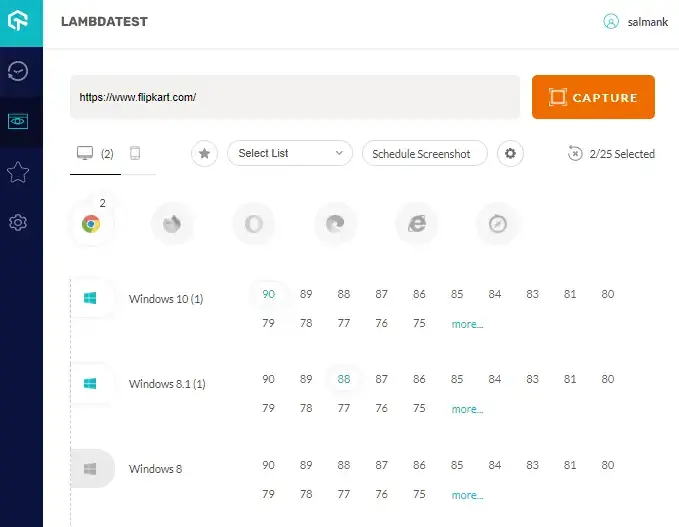 LAMBDATEST
salmank
https://www.flipkart.com/
CAPTURE
(2)
Select List
Schedule Screenshot
2/25 Selected
2
Windows 10 (1)
90 89 88 87 86 85 84 83 81 80
79 78 77 76 75 more...
Windows 8.1 (1)
90 89 88 87 86 85 84 83 81 80
79 78 77 76 75 more...
Windows 8
90 89 88 87 86 85 84 83 81 80
79 78 77 76 75 more...